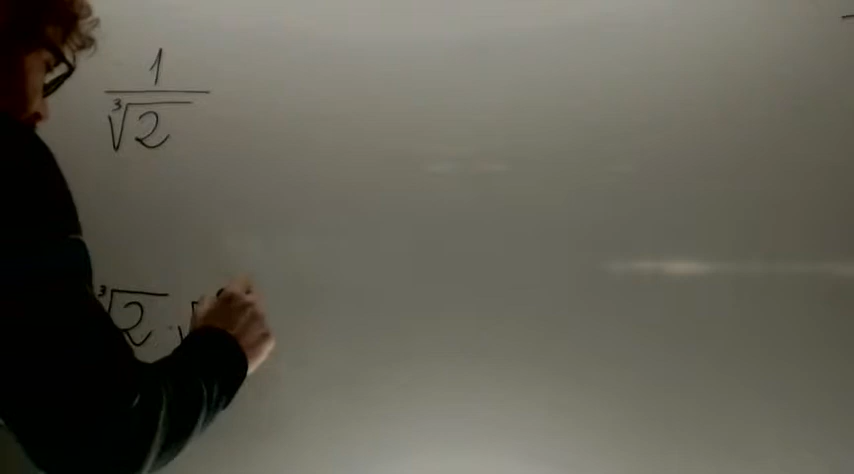 1
∛2
∛2 · √